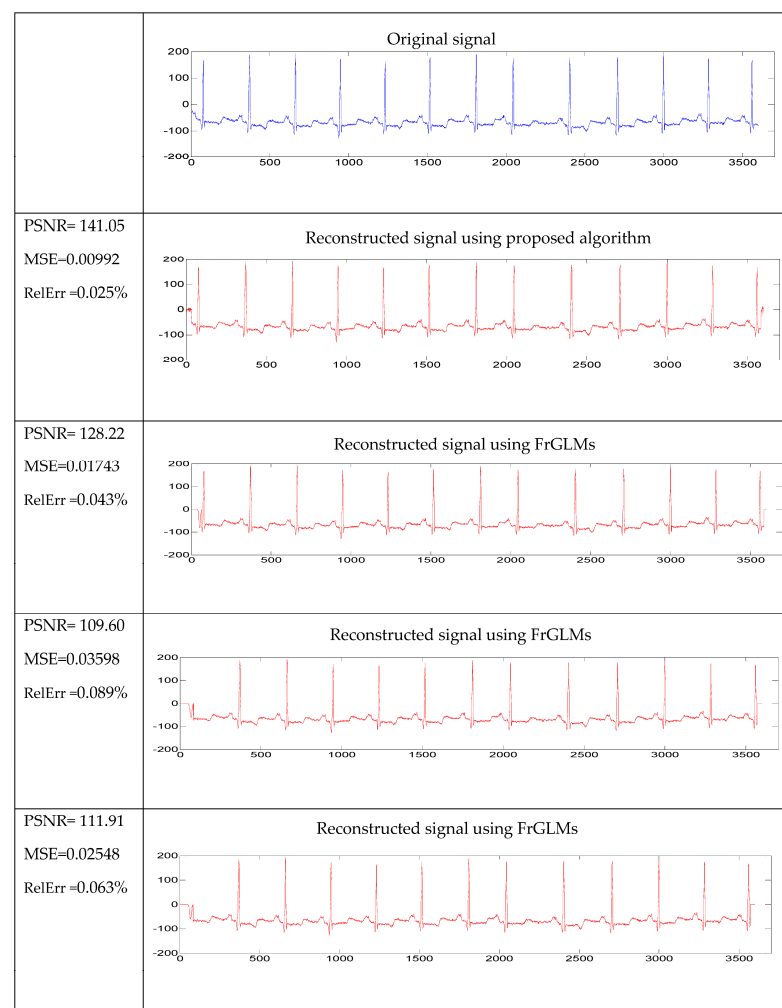 Original signal
200
100
0
-100
-200
0 500 1000 1500 2000 2500 3000 3500
PSNR= 141.05
MSE=0.00992
RelErr =0.025%
Reconstructed signal using proposed algorithm
200
100
0
-100
200
0 500 1000 1500 2000 2500 3000 3500
PSNR= 128.22
MSE=0.01743
RelErr =0.043%
Reconstructed signal using FrGLMs
200
100
0
-100
-200
0 500 1000 1500 2000 2500 3000 3500
PSNR= 109.60
MSE=0.03598
RelErr =0.089%
Reconstructed signal using FrGLMs
200
100
0
-100
-200
0 500 1000 1500 2000 2500 3000 3500
PSNR= 111.91
MSE=0.02548
RelErr =0.063%
Reconstructed signal using FrGLMs
200
100
0
-100
-200
0 500 1000 1500 2000 2500 3000 3500